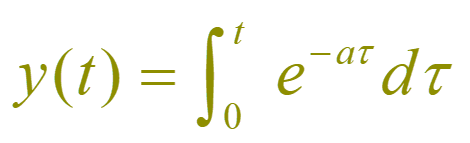 y(t) = ∫₀ᵗ e^{-aτ} dτ